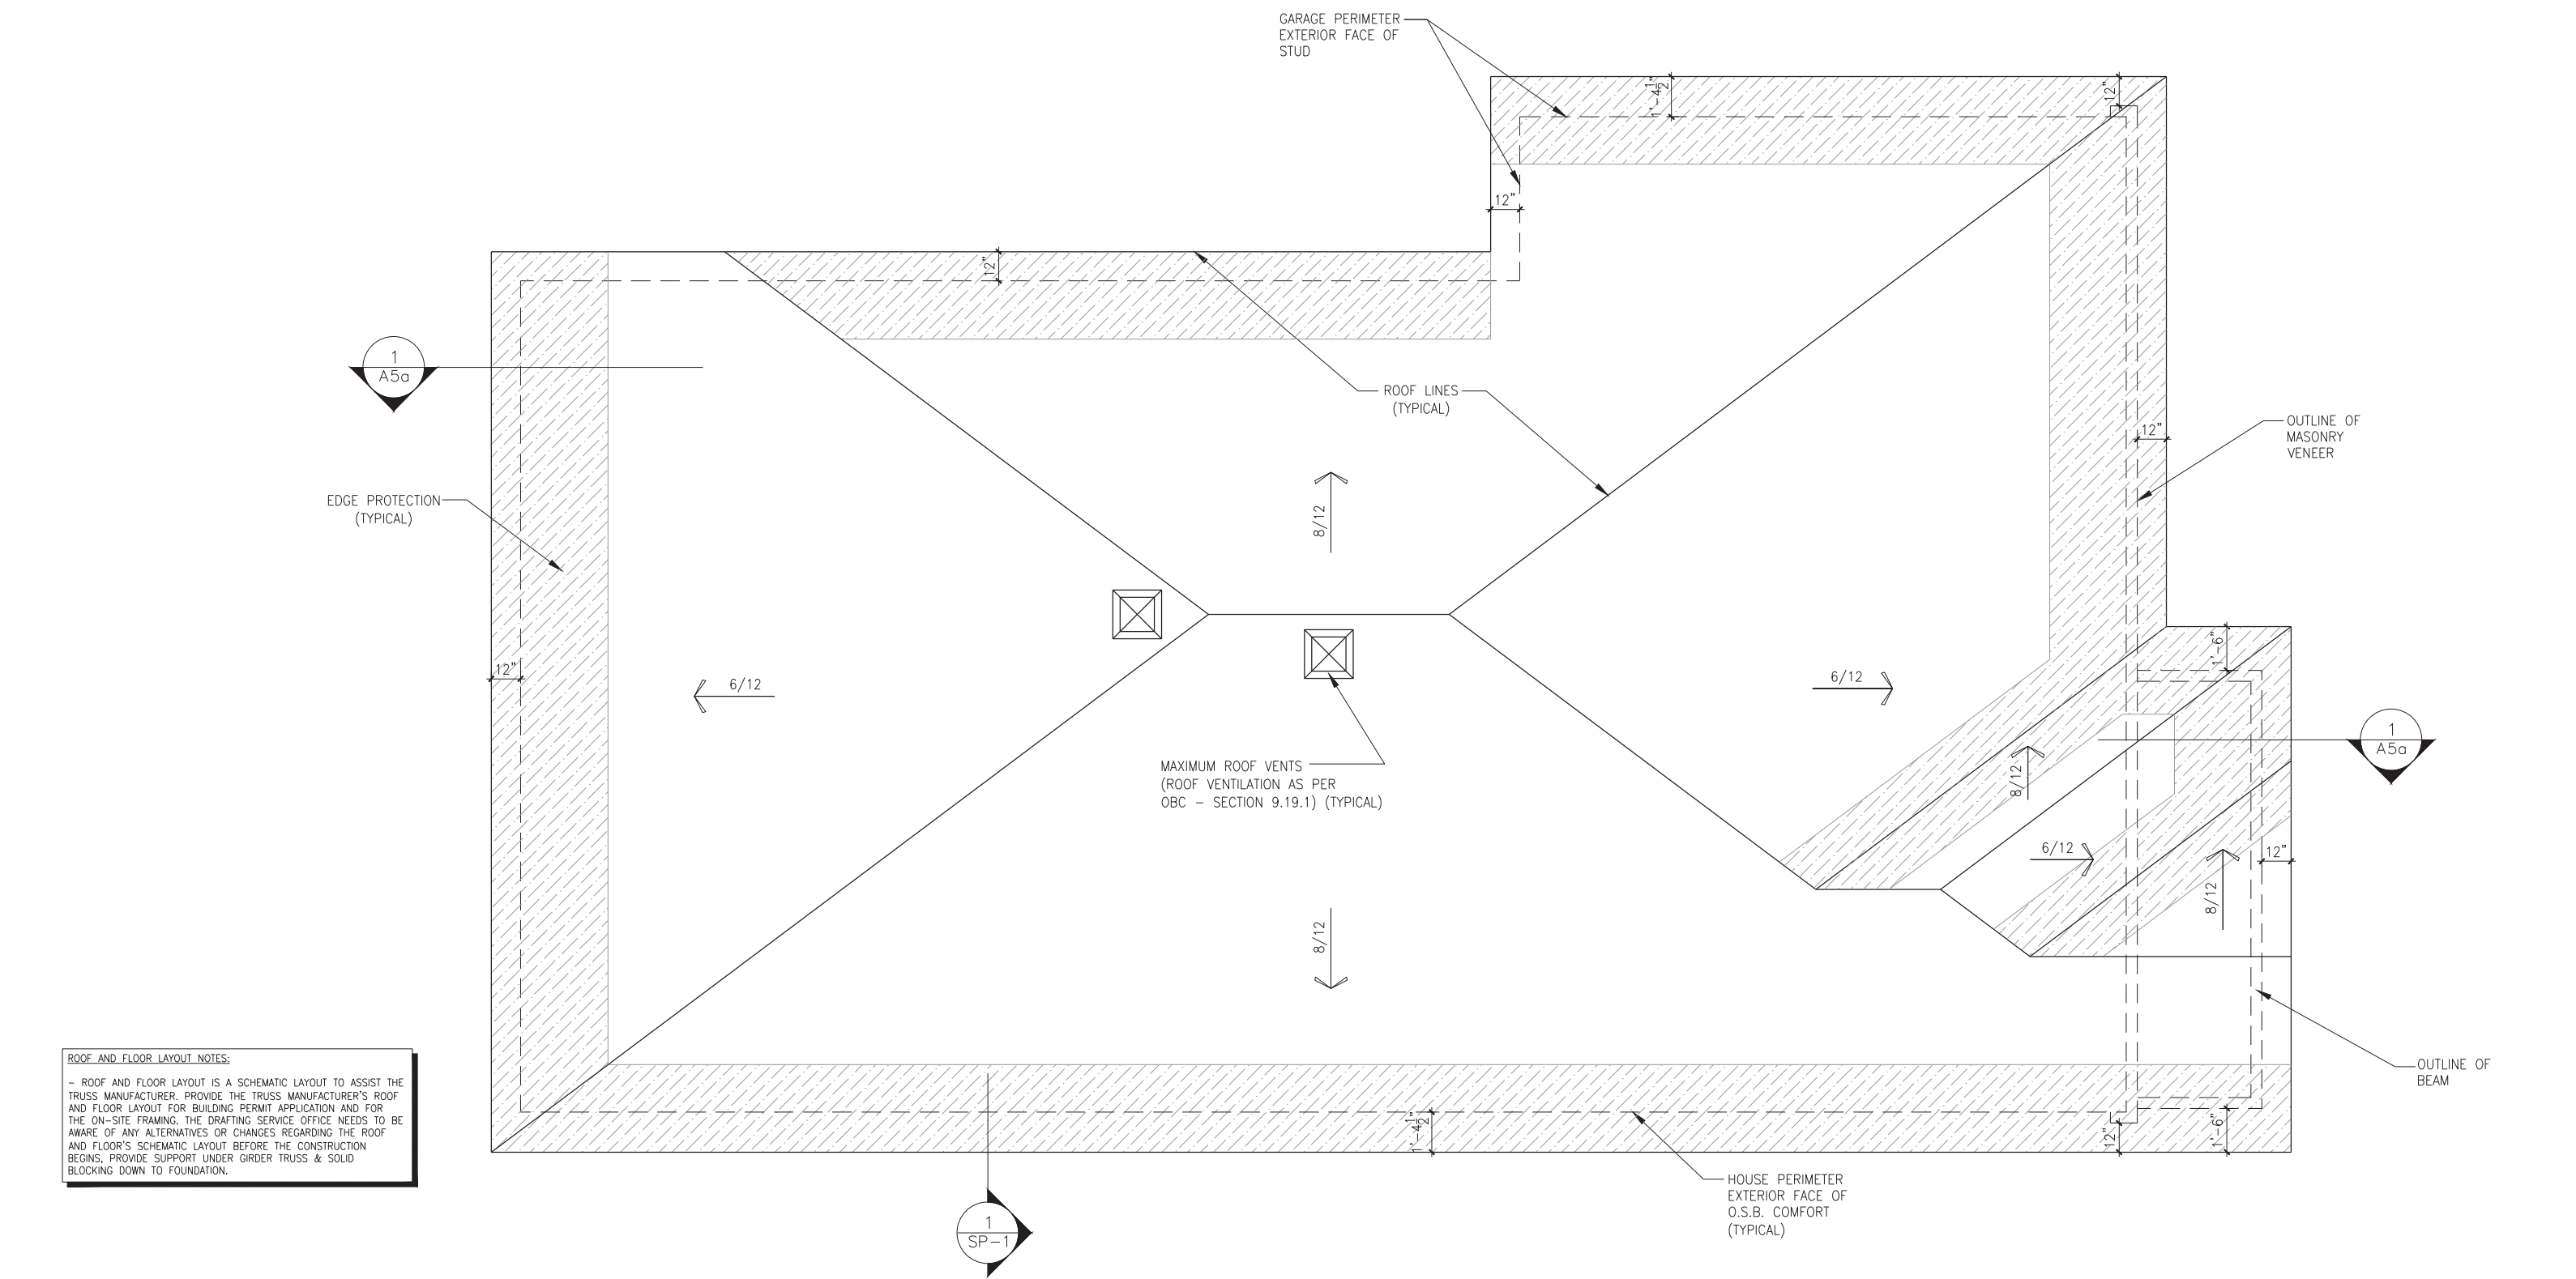 GARAGE PERIMETER
EXTERIOR FACE OF
STUD
1'-4 1/2"
12"
12"
12"
1
A5a
ROOF LINES
(TYPICAL)
OUTLINE OF
MASONRY
VENEER
12"
EDGE PROTECTION
(TYPICAL)
8/12
12"
6/12
6/12
1'-6"
1
A5a
MAXIMUM ROOF VENTS
(ROOF VENTILATION AS PER
OBC - SECTION 9.19.1) (TYPICAL)
8/12
6/12
12"
8/12
8/12
ROOF AND FLOOR LAYOUT NOTES:
- ROOF AND FLOOR LAYOUT IS A SCHEMATIC LAYOUT TO ASSIST THE
TRUSS MANUFACTURER. PROVIDE THE TRUSS MANUFACTURER'S ROOF
AND FLOOR LAYOUT FOR BUILDING PERMIT APPLICATION AND FOR
THE ON-SITE FRAMING. THE DRAFTING SERVICE OFFICE NEEDS TO BE
AWARE OF ANY ALTERNATIVES OR CHANGES REGARDING THE ROOF
AND FLOOR'S SCHEMATIC LAYOUT BEFORE THE CONSTRUCTION
BEGINS, PROVIDE SUPPORT UNDER GIRDER TRUSS & SOLID
BLOCKING DOWN TO FOUNDATION.
OUTLINE OF
BEAM
1'-4 1/2"
12"
1'-6"
HOUSE PERIMETER
EXTERIOR FACE OF
O.S.B. COMFORT
(TYPICAL)
1
SP-1